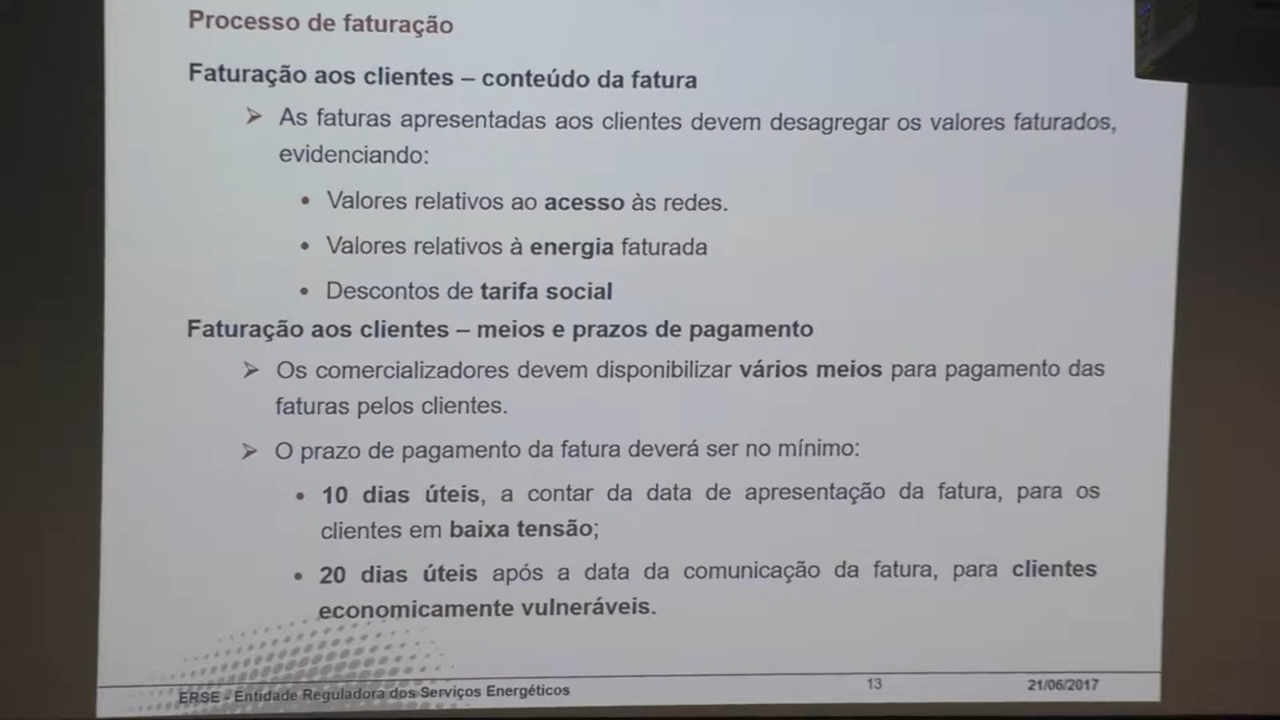 Processo de faturação
Faturação aos clientes – conteúdo da fatura
➢ As faturas apresentadas aos clientes devem desagregar os valores faturados,
evidenciando:
• Valores relativos ao acesso às redes.
• Valores relativos à energia faturada
• Descontos de tarifa social
Faturação aos clientes – meios e prazos de pagamento
➢ Os comercializadores devem disponibilizar vários meios para pagamento das
faturas pelos clientes.
➢ O prazo de pagamento da fatura deverá ser no mínimo:
• 10 dias úteis, a contar da data de apresentação da fatura, para os
clientes em baixa tensão;
• 20 dias úteis após a data da comunicação da fatura, para clientes
economicamente vulneráveis.
ERSE - Entidade Reguladora dos Serviços Energéticos 13 21/06/2017